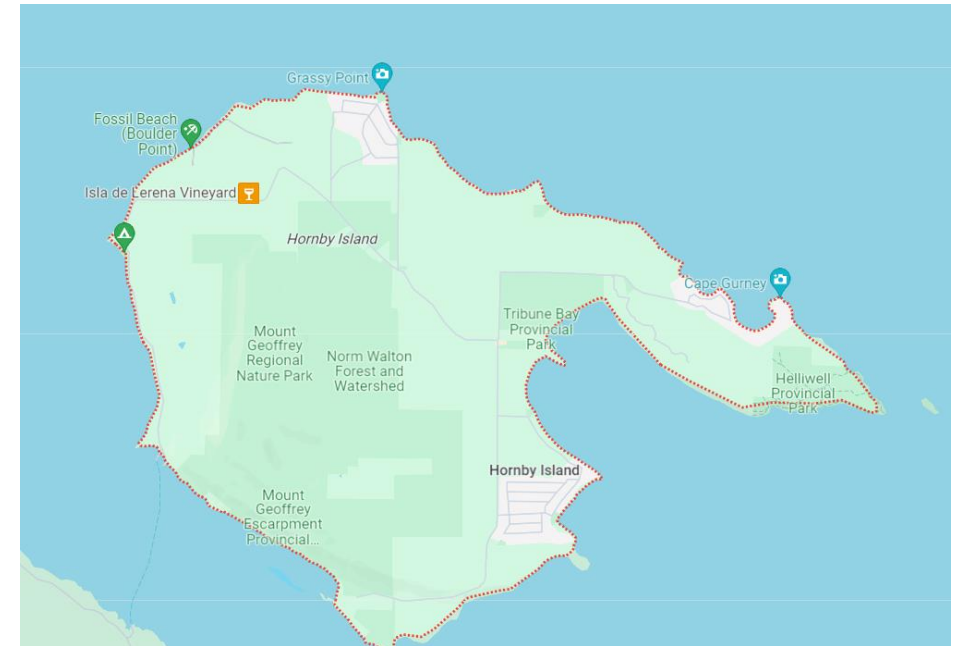 Grassy Point
Fossil Beach
(Boulder
Point)
Isla de Lerena Vineyard
Hornby Island
Cape Gurney
Tribune Bay
Provincial
Park
Mount
Geoffrey
Regional
Nature Park
Norm Walton
Forest and
Watershed
Helliwell
Provincial
Park
Hornby Island
Mount
Geoffrey
Escarpment
Provincial...